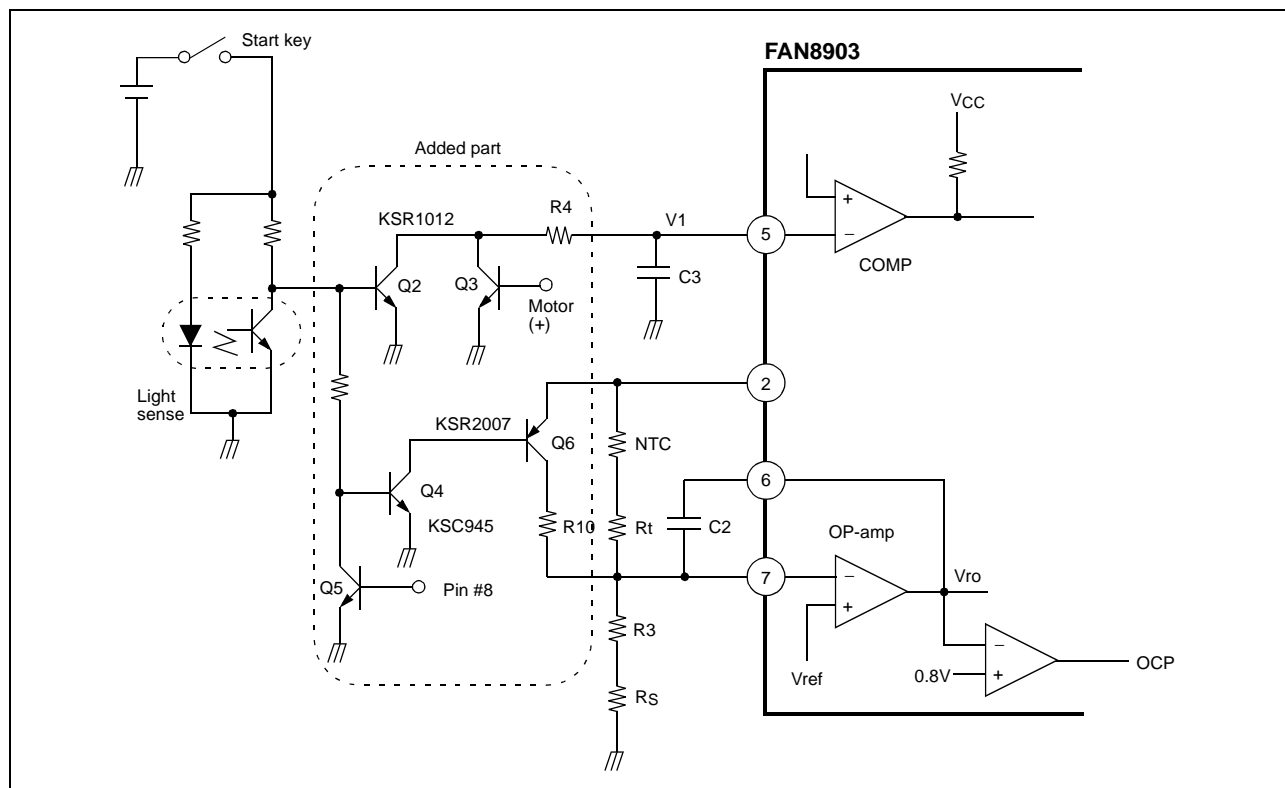 Start key
FAN8903
VCC
Added part
KSR1012
R4
V1
5
COMP
Q2
Q3
C3
Motor
(+)
Light
sense
2
KSR2007
Q6
NTC
6
Q4
KSC945
R10
Rt
C2
OP-amp
7
Q5
Pin #8
Vro
R3
Vref
0.8V
OCP
RS
+
−
−
+
−
+